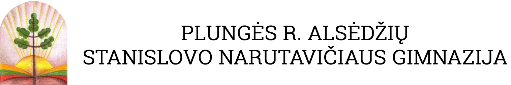 PLUNGĖS R. ALSĖDŽIŲ
STANISLOVO NARUTAVIČIAUS GIMNAZIJA